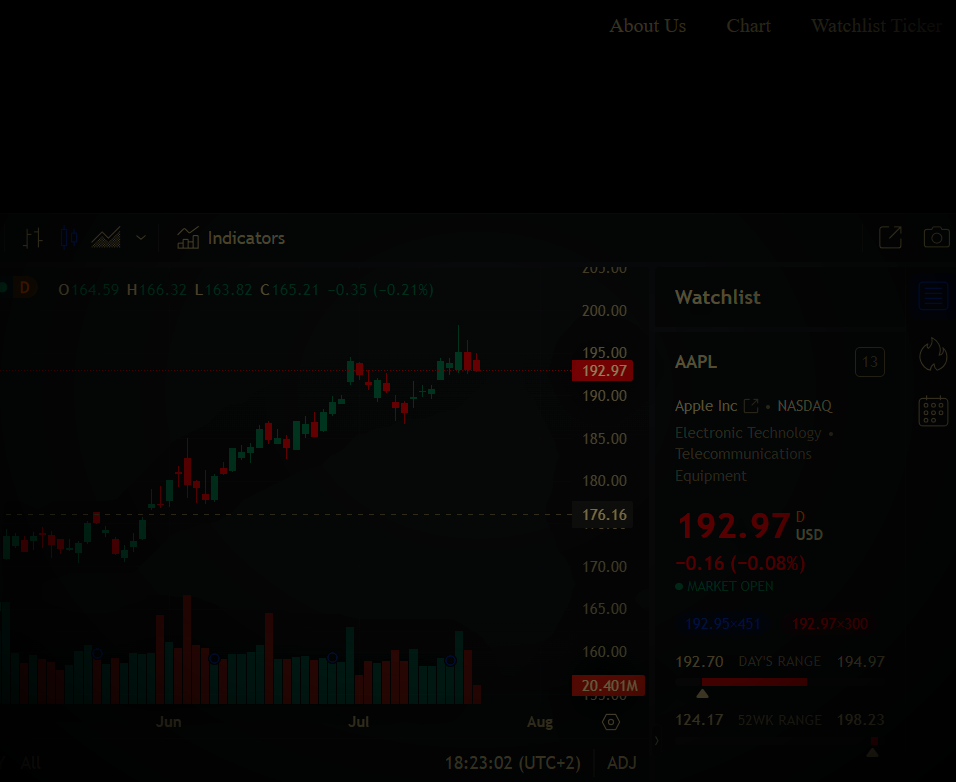 About Us Chart Watchlist Ticker
Indicators
D O164.59 H166.32 L163.82 C165.21 −0.35 (−0.21%)
205.00
200.00
195.00
192.97
190.00
185.00
180.00
176.16
170.00
165.00
160.00
20.401M
155.00
Jun Jul Aug
All 18:23:02 (UTC+2) ADJ
Watchlist
AAPL 13
Apple Inc • NASDAQ
Electronic Technology •
Telecommunications
Equipment
192.97 D
USD
−0.16 (−0.08%)
MARKET OPEN
192.95×451 192.97×300
192.70 DAY'S RANGE 194.97
124.17 52WK RANGE 198.23